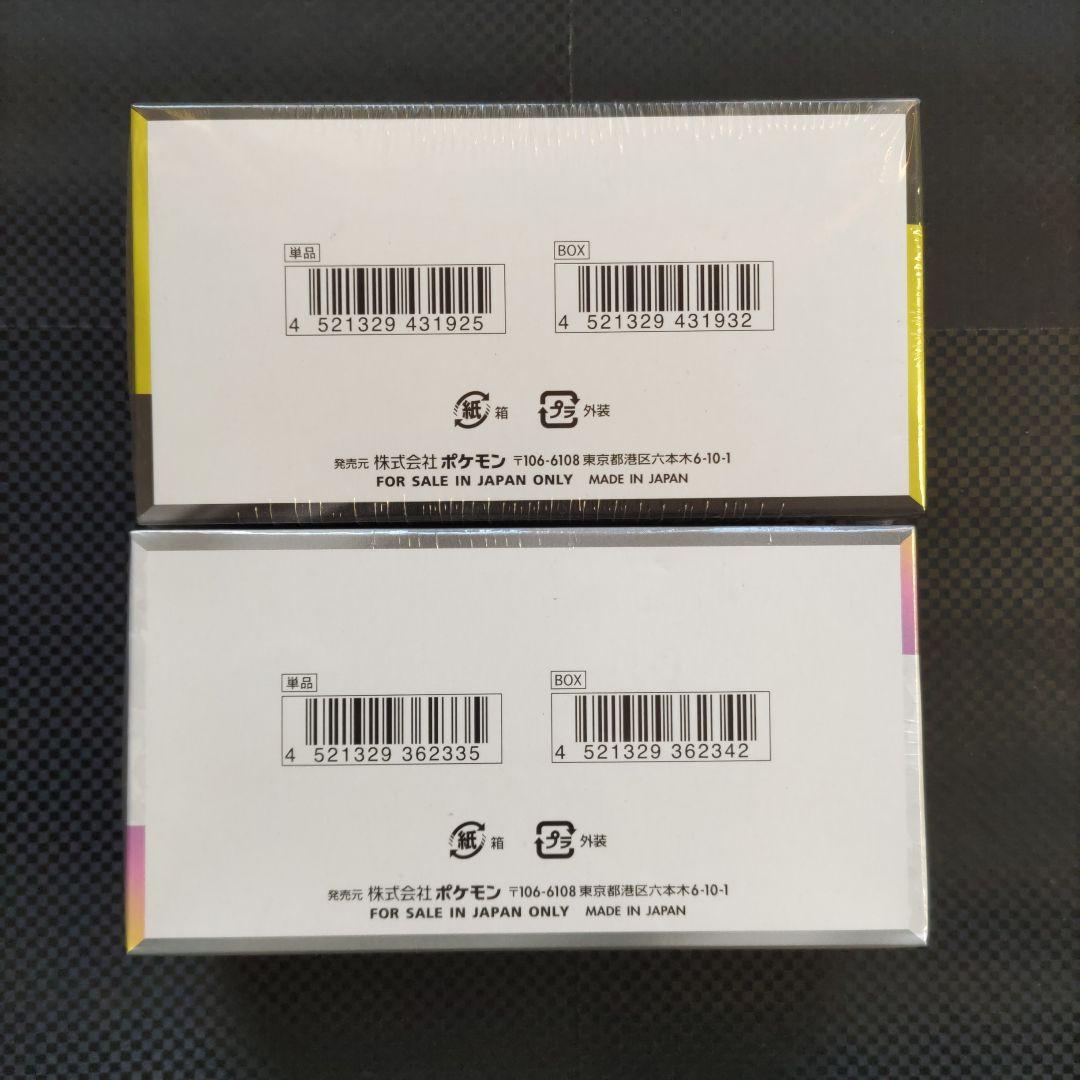 単品 BOX
4 521329 431925 4 521329 431932
紙 箱 プラ 外装
発売元 株式会社 ポケモン 〒106-6108 東京都港区六本木6-10-1
FOR SALE IN JAPAN ONLY MADE IN JAPAN
単品 BOX
4 521329 362335 4 521329 362342
紙 箱 プラ 外装
発売元 株式会社 ポケモン 〒106-6108 東京都港区六本木6-10-1
FOR SALE IN JAPAN ONLY MADE IN JAPAN